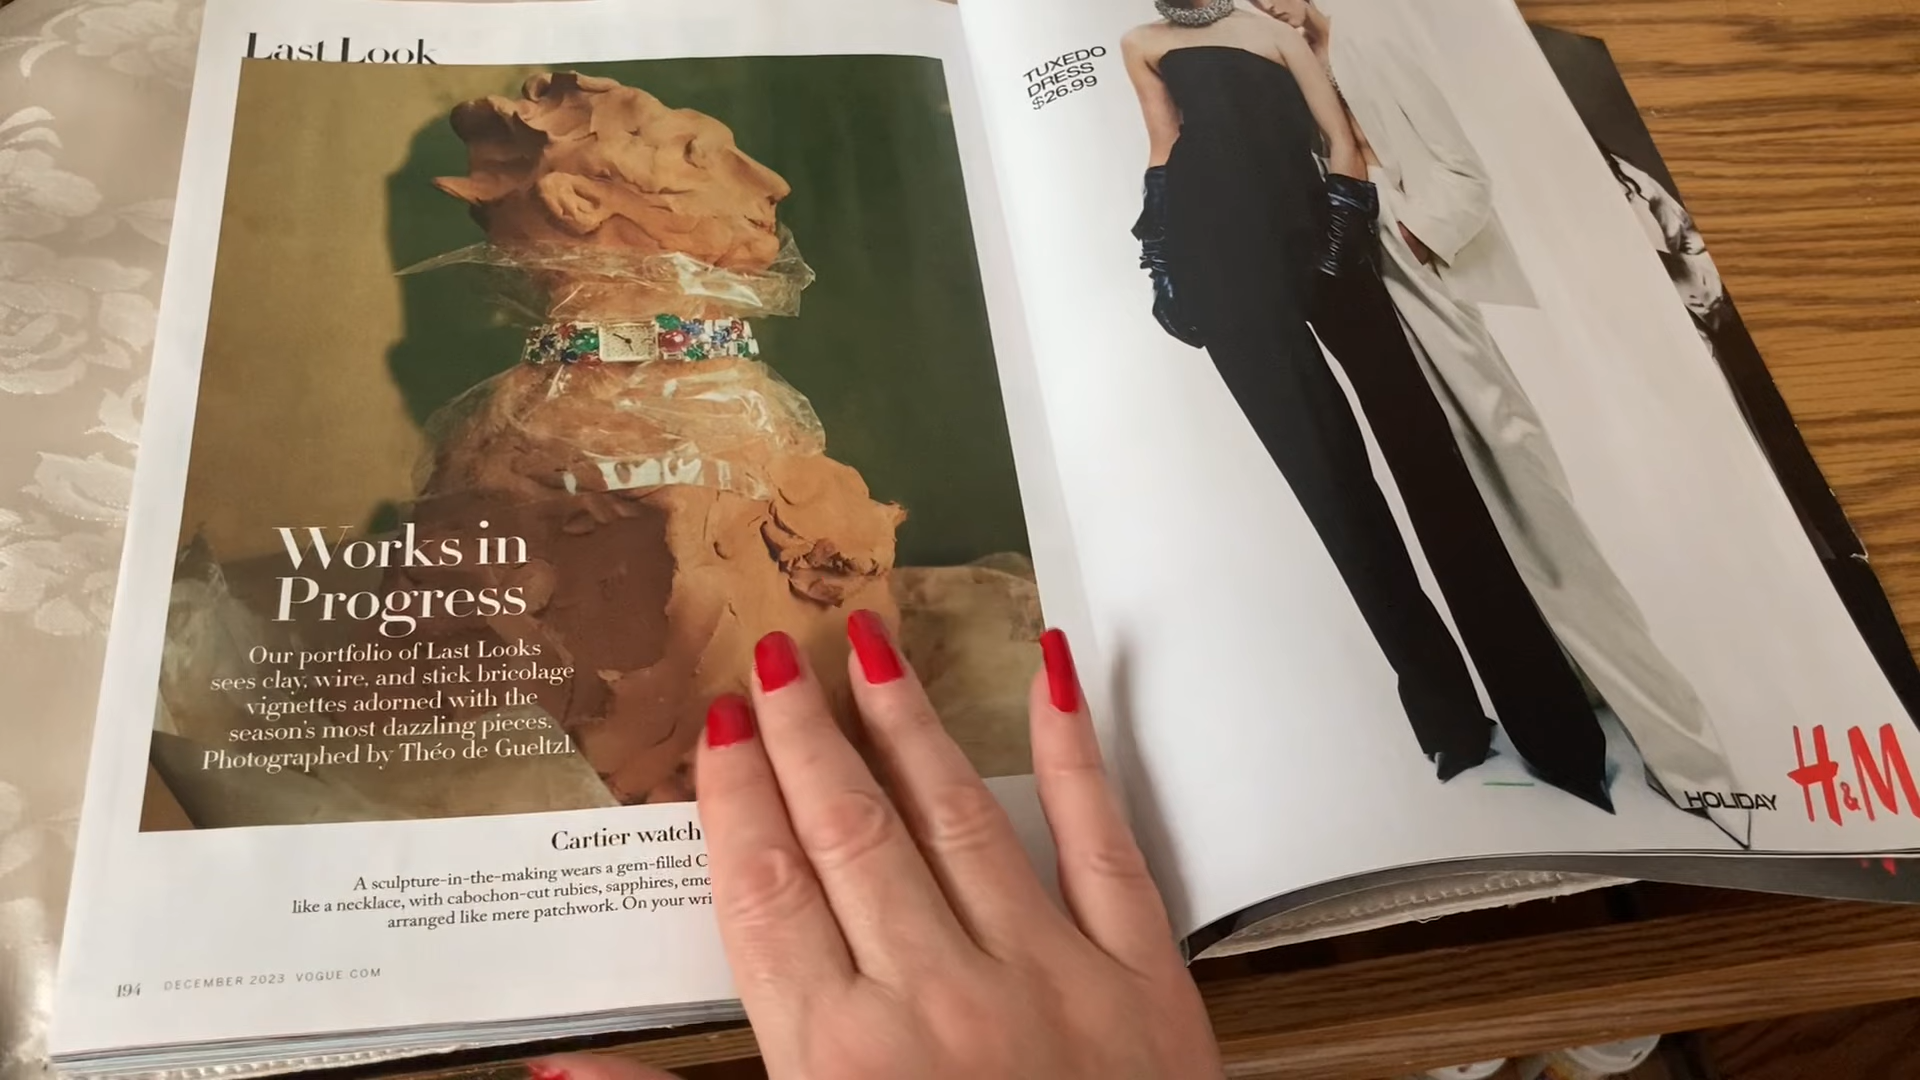 Last Look
Works in
Progress
Our portfolio of Last Looks
sees clay, wire, and stick bricolage
vignettes adorned with the
season's most dazzling pieces.
Photographed by Théo de Gueltzl.
Cartier watch
A sculpture-in-the-making wears a gem-filled
like a necklace, with cabochon-cut rubies, sapphires,
arranged like mere patchwork. On your
194 DECEMBER 2023 VOGUE.COM
TUXEDO
DRESS
$26.99
HOLIDAY H&M